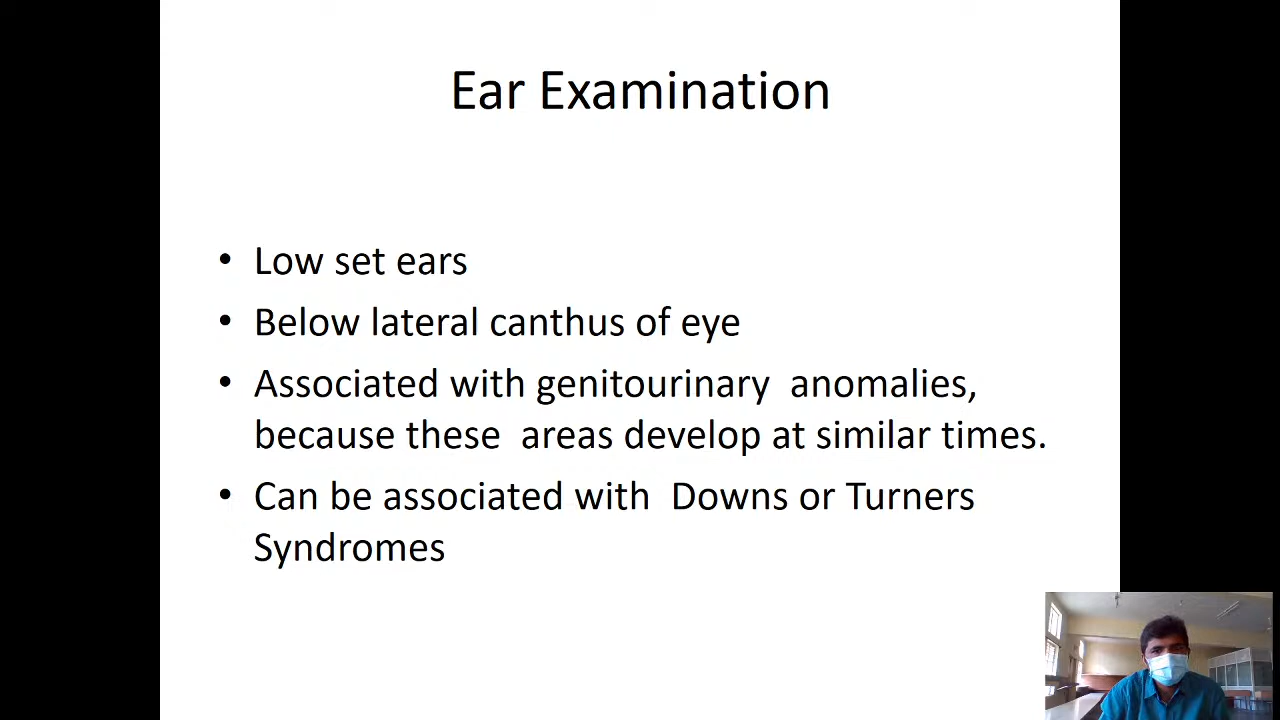 Ear Examination
• Low set ears
• Below lateral canthus of eye
• Associated with genitourinary anomalies,
because these areas develop at similar times.
• Can be associated with Downs or Turners
Syndromes